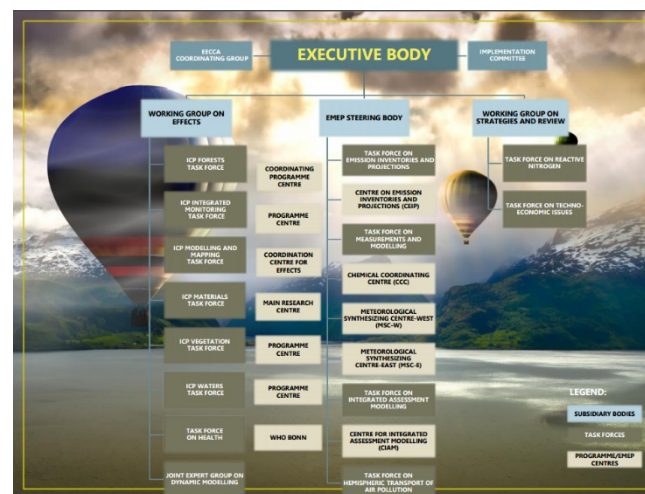 EECCA
COORDINATING GROUP
EXECUTIVE BODY
IMPLEMENTATION
COMMITTEE
WORKING GROUP ON
EFFECTS
EMEP STEERING BODY
WORKING GROUP ON
STRATEGIES AND REVIEW
ICP FORESTS
TASK FORCE
COORDINATING
PROGRAMME
CENTRE
ICP INTEGRATED
MONITORING
TASK FORCE
PROGRAMME
CENTRE
ICP MODELLING AND
MAPPING
TASK FORCE
COORDINATION
CENTRE FOR
EFFECTS
ICP MATERIALS
TASK FORCE
MAIN RESEARCH
CENTRE
ICP VEGETATION
TASK FORCE
PROGRAMME
CENTRE
ICP WATERS
TASK FORCE
PROGRAMME
CENTRE
TASK FORCE
ON HEALTH
WHO BONN
JOINT EXPERT GROUP ON
DYNAMIC MODELLING
TASK FORCE ON
EMISSION INVENTORIES AND
PROJECTIONS
CENTRE ON EMISSION
INVENTORIES AND
PROJECTIONS (CEIP)
TASK FORCE ON
MEASUREMENTS AND
MODELLING
CHEMICAL COORDINATING
CENTRE (CCC)
METEOROLOGICAL
SYNTHESIZING CENTRE-WEST
(MSC-W)
METEOROLOGICAL
SYNTHESIZING
CENTRE-EAST (MSC-E)
TASK FORCE ON
INTEGRATED ASSESSMENT
MODELLING
CENTRE FOR INTEGRATED
ASSESSMENT MODELLING
(CIAM)
TASK FORCE ON
HEMISPHERIC TRANSPORT OF
AIR POLLUTION
TASK FORCE ON REACTIVE
NITROGEN
TASK FORCE ON TECHNO-
ECONOMIC ISSUES
LEGEND:
SUBSIDIARY BODIES
TASK FORCES
PROGRAMME/EMEP
CENTRES